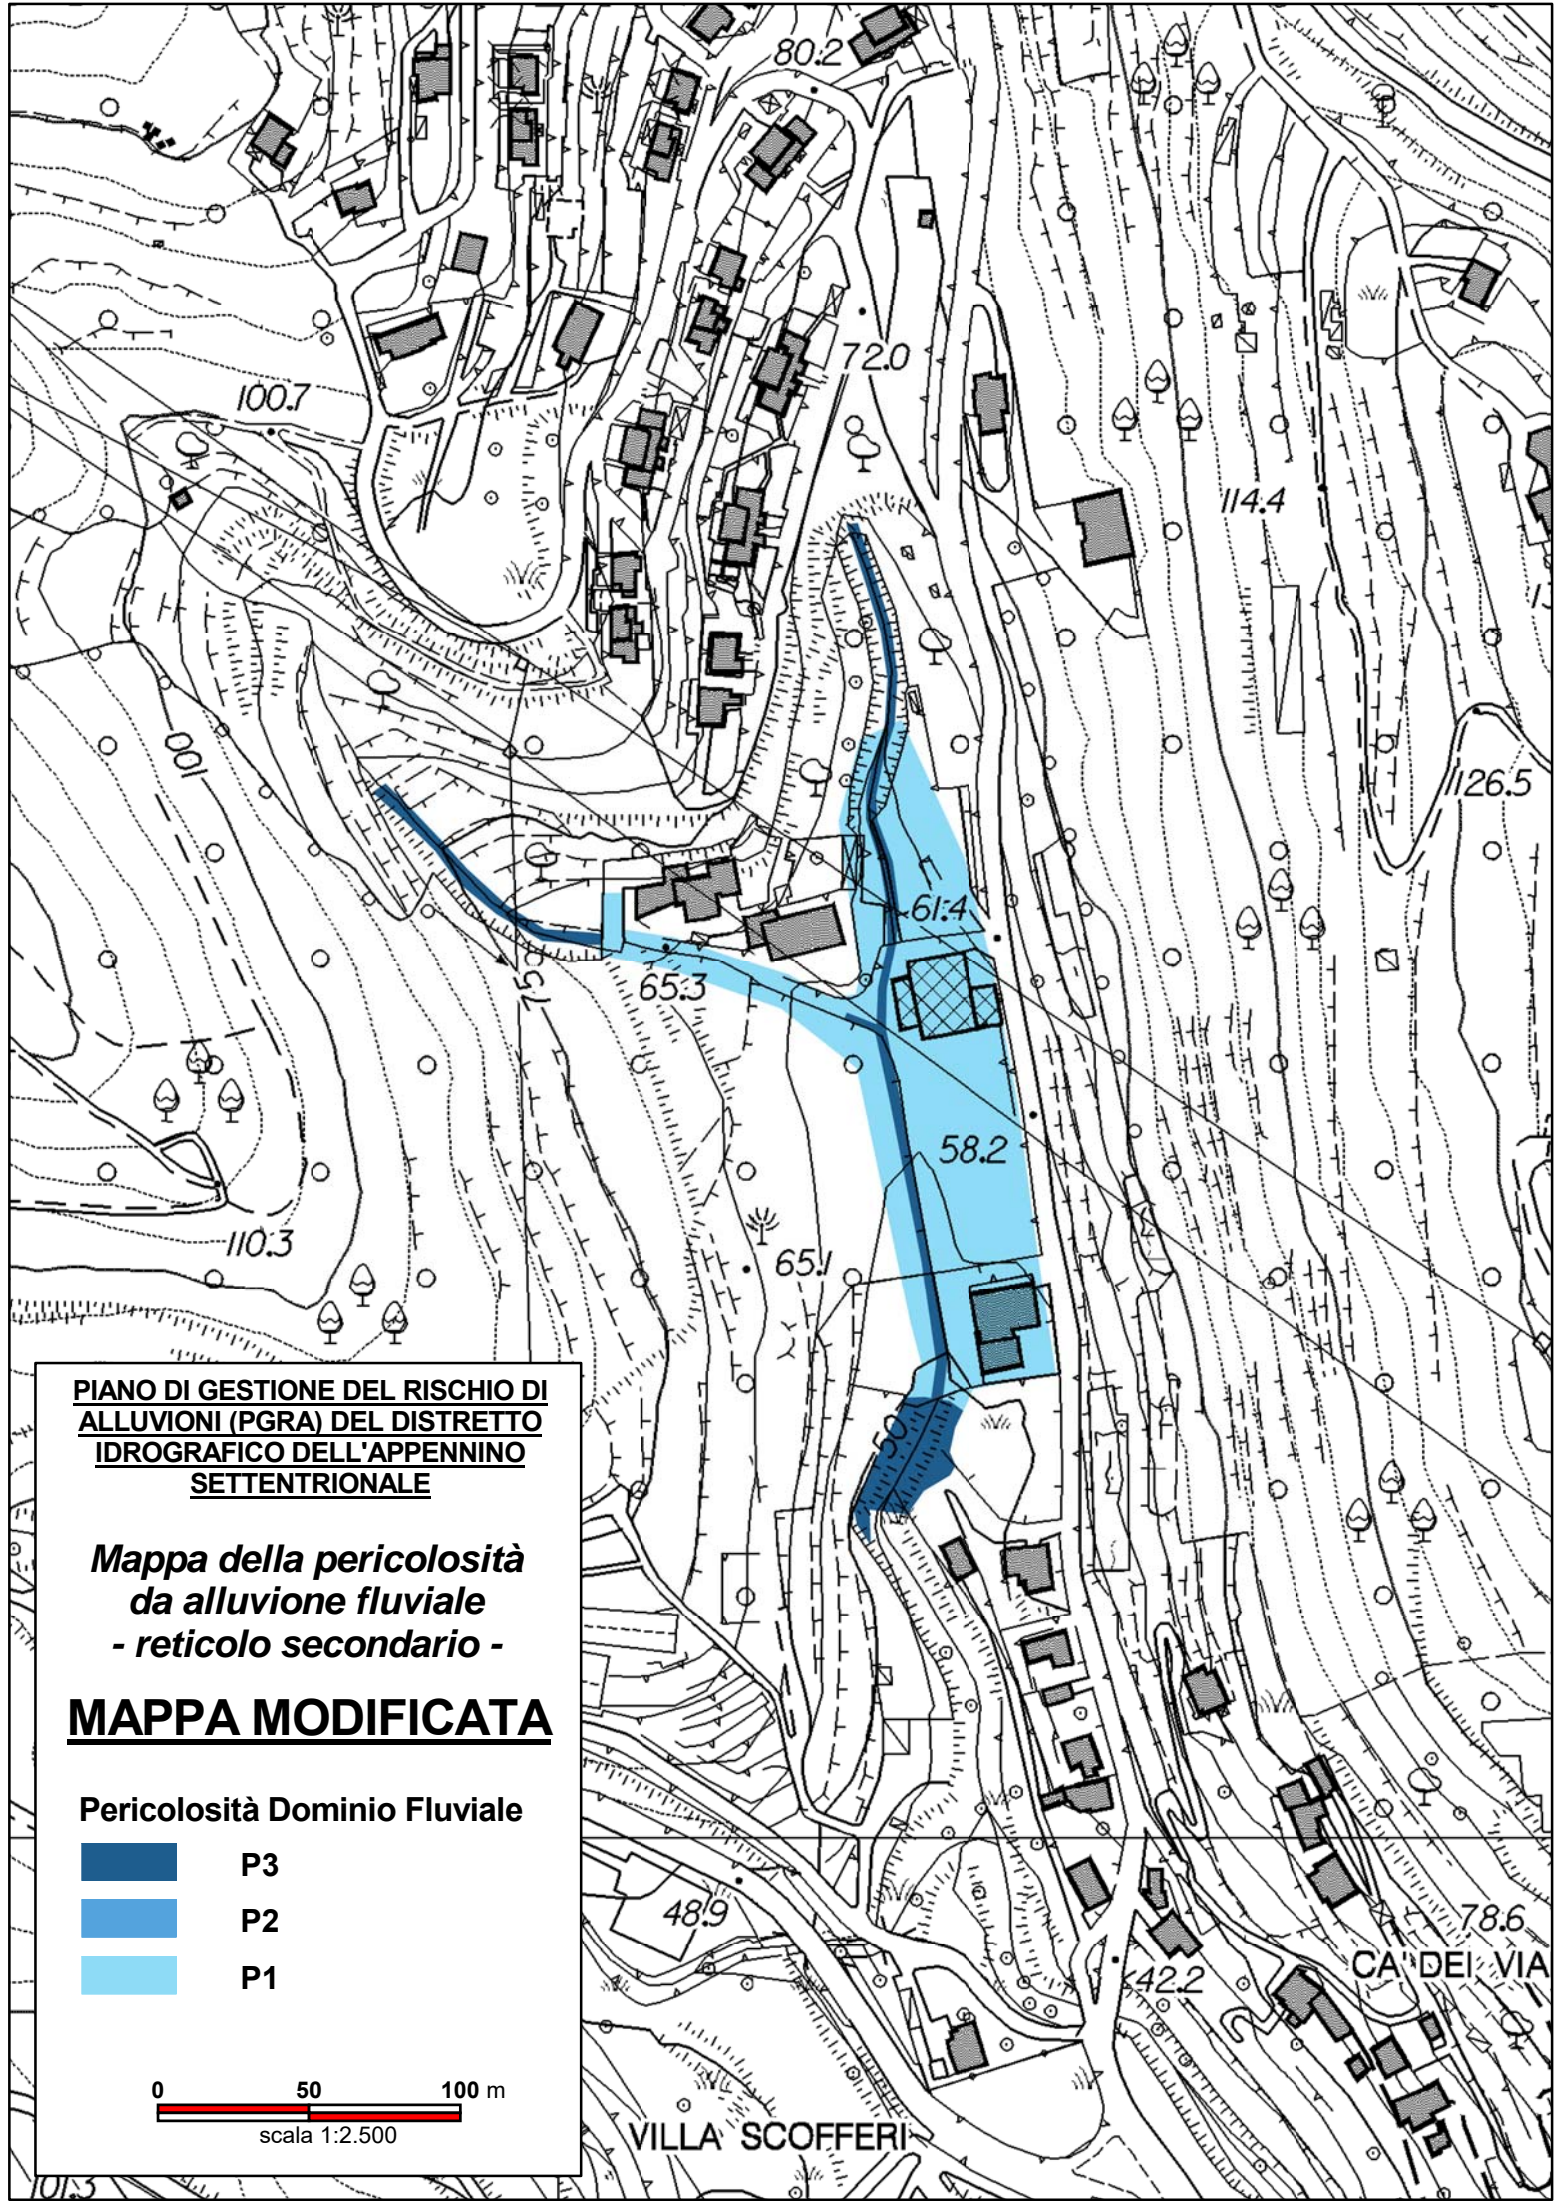 80.2
72.0
100.7
114.4
100
126.5
61.4
75
65.3
58.2
110.3
65.1
50
PIANO DI GESTIONE DEL RISCHIO DI
ALLUVIONI (PGRA) DEL DISTRETTO
IDROGRAFICO DELL'APPENNINO
SETTENTRIONALE
Mappa della pericolosità
da alluvione fluviale
- reticolo secondario -
MAPPA MODIFICATA
Pericolosità Dominio Fluviale
P3
P2
P1
0 50 100 m
scala 1:2.500
48.9
78.6
CA' DEI VIA
42.2
VILLA SCOFFERI
101.3